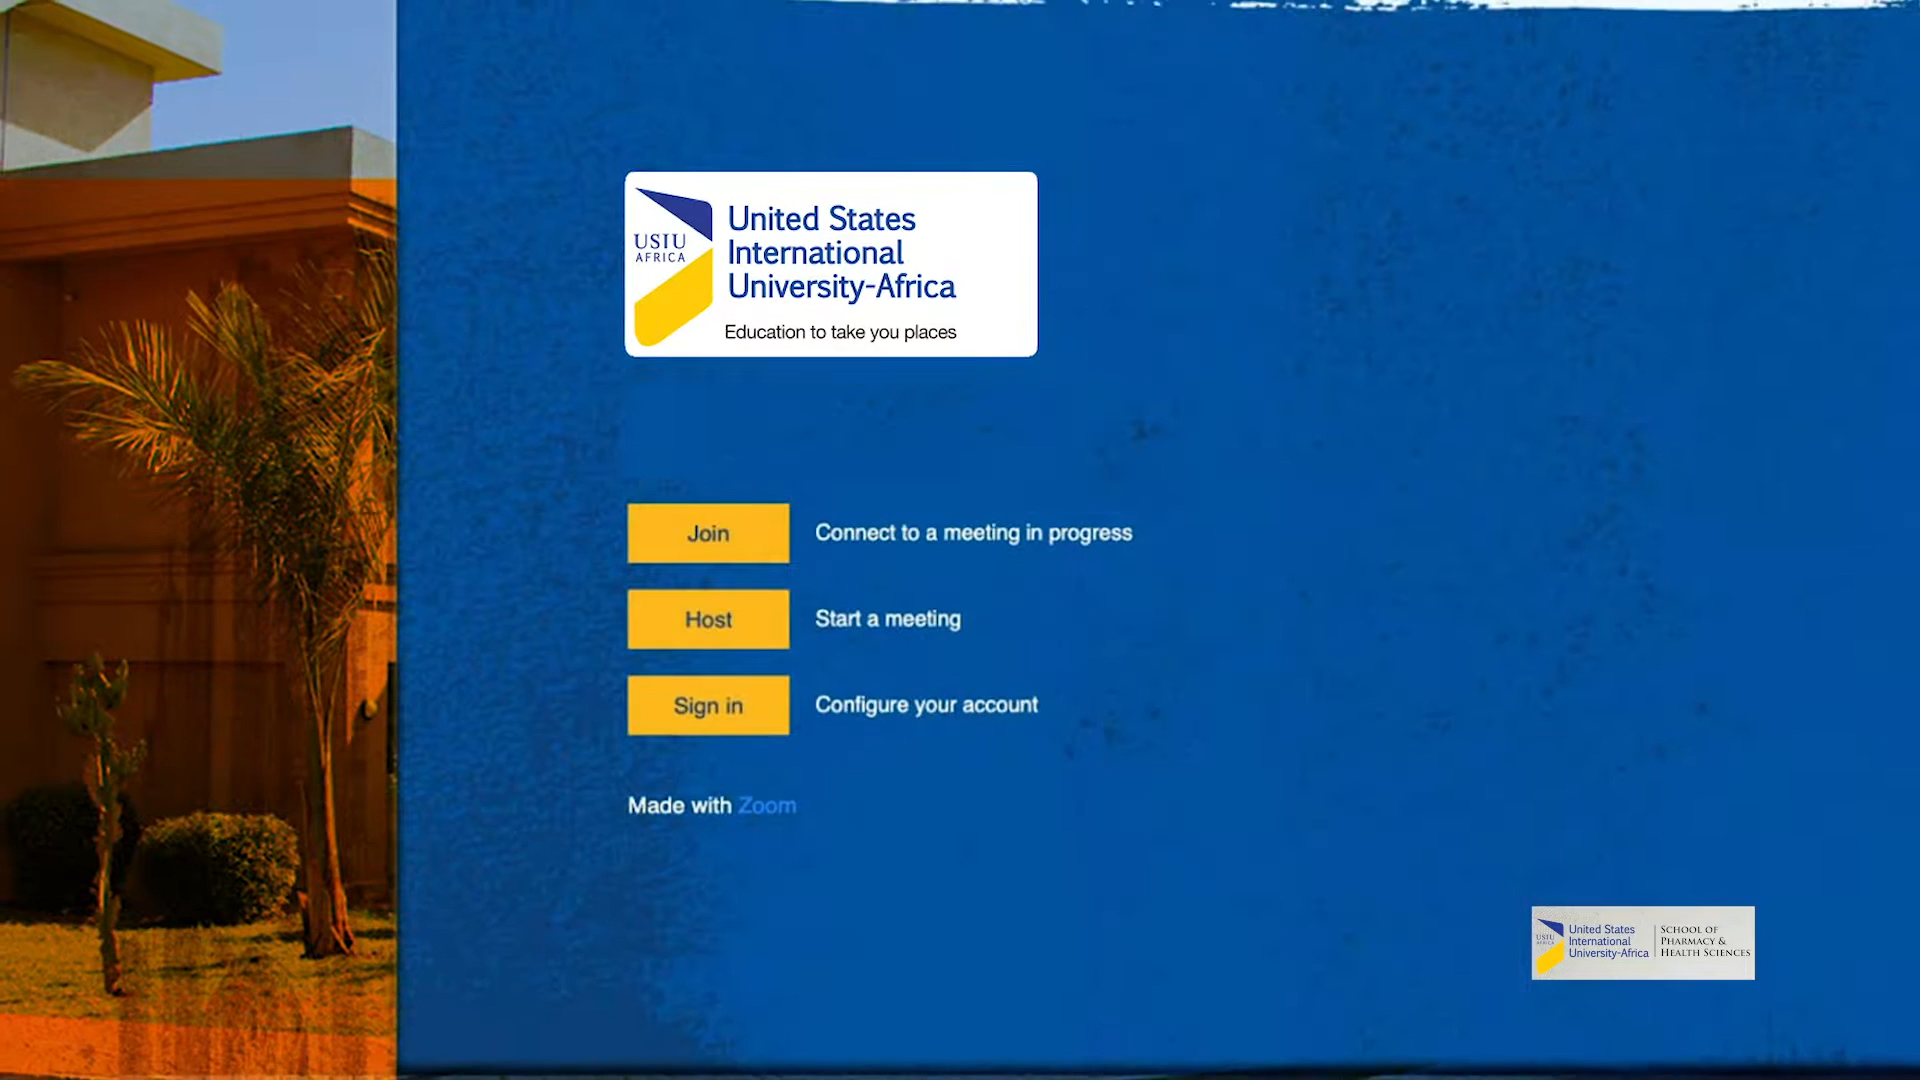 USIU
AFRICA
United States
International
University-Africa
Education to take you places
Join
Connect to a meeting in progress
Host
Start a meeting
Sign in
Configure your account
Made with Zoom
USIU
AFRICA
United States
International
University-Africa
SCHOOL OF
PHARMACY &
HEALTH SCIENCES